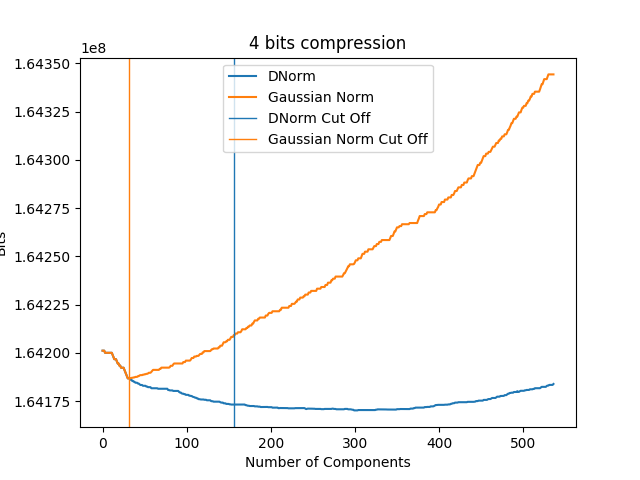 4 bits compression
1e8
1.64350
1.64325
1.64300
1.64275
1.64250
1.64225
1.64200
1.64175
Bits
DNorm
Gaussian Norm
DNorm Cut Off
Gaussian Norm Cut Off
0 100 200 300 400 500
Number of Components